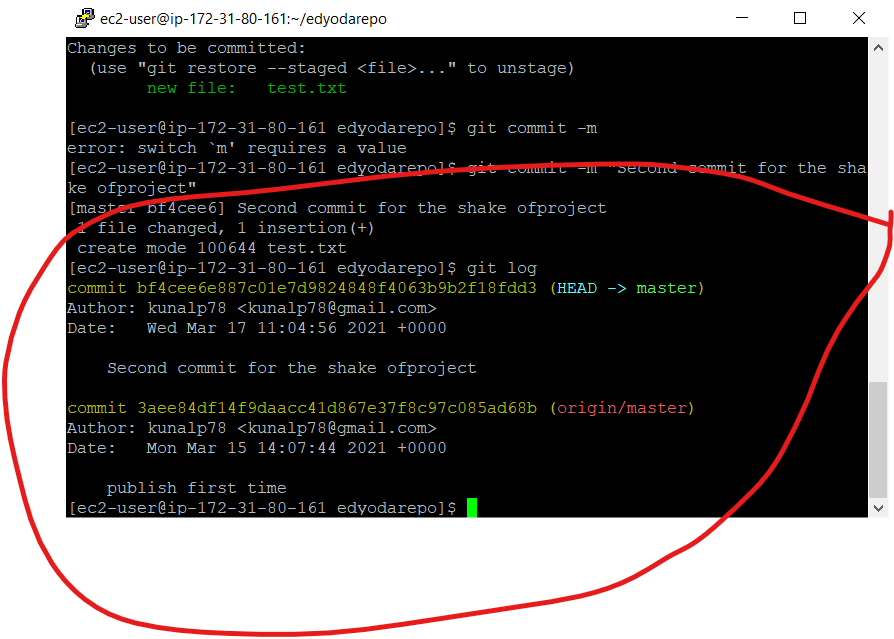 ec2-user@ip-172-31-80-161:~/edyodarepo
Changes to be committed:
  (use "git restore --staged <file>..." to unstage)
        new file:   test.txt

[ec2-user@ip-172-31-80-161 edyodarepo]$ git commit -m
error: switch `m' requires a value
[ec2-user@ip-172-31-80-161 edyodarepo]$ git commit -m "Second commit for the sha
ke ofproject"
[master bf4cee6] Second commit for the shake ofproject
 1 file changed, 1 insertion(+)
 create mode 100644 test.txt
[ec2-user@ip-172-31-80-161 edyodarepo]$ git log
commit bf4cee6e887c01e7d9824848f4063b9b2f18fdd3 (HEAD -> master)
Author: kunalp78 <kunalp78@gmail.com>
Date:   Wed Mar 17 11:04:56 2021 +0000

    Second commit for the shake ofproject

commit 3aee84df14f9daacc41d867e37f8c97c085ad68b (origin/master)
Author: kunalp78 <kunalp78@gmail.com>
Date:   Mon Mar 15 14:07:44 2021 +0000

    publish first time
[ec2-user@ip-172-31-80-161 edyodarepo]$